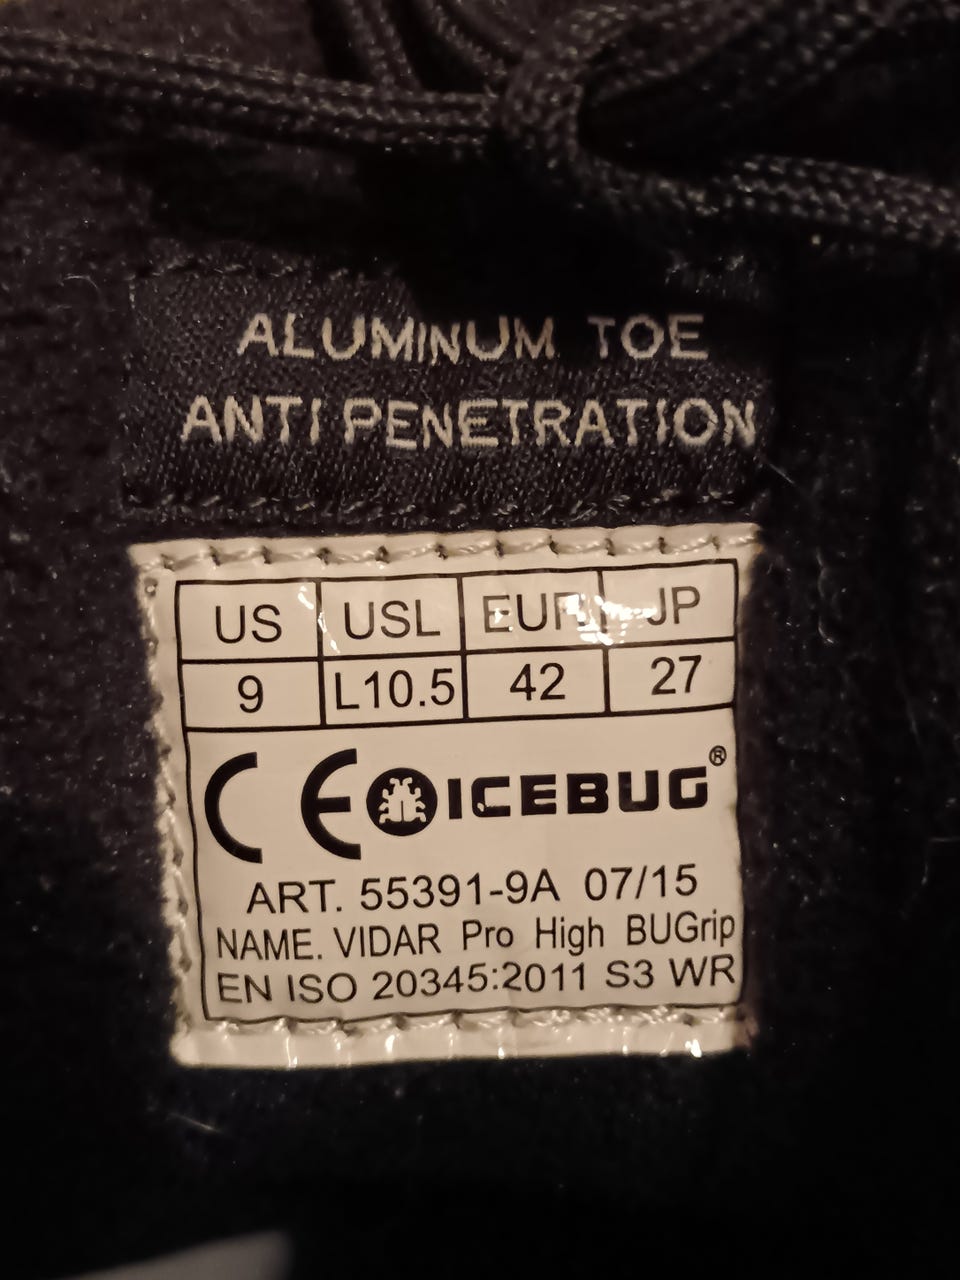 ALUMINUM TOE
ANTI PENETRATION
US USL EUR JP
9 L10.5 42 27
CE ICEBUG®
ART. 55391-9A 07/15
NAME. VIDAR Pro High BUGrip
EN ISO 20345:2011 S3 WR